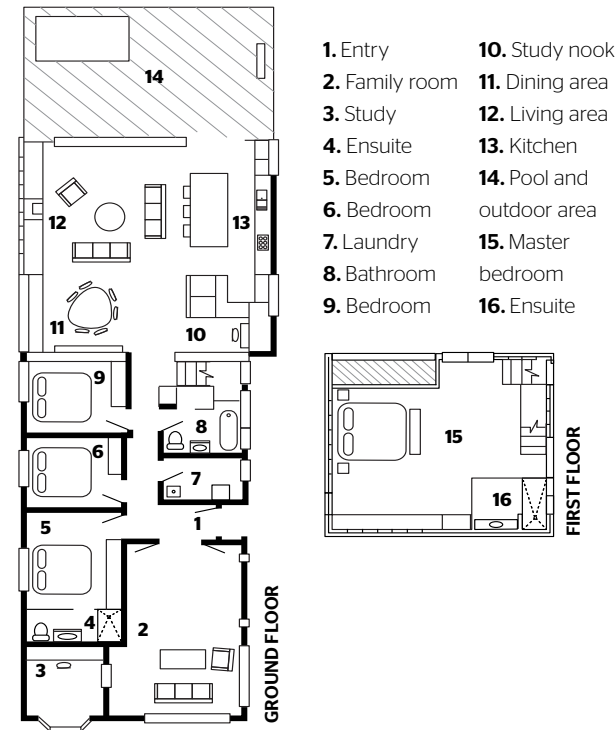 1. Entry
2. Family room
3. Study
4. Ensuite
5. Bedroom
6. Bedroom
7. Laundry
8. Bathroom
9. Bedroom
10. Study nook
11. Dining area
12. Living area
13. Kitchen
14. Pool and
outdoor area
15. Master
bedroom
16. Ensuite
14
12
13
11
10
9
8
6
7
5
1
4
2
3
GROUND FLOOR
15
16
FIRST FLOOR